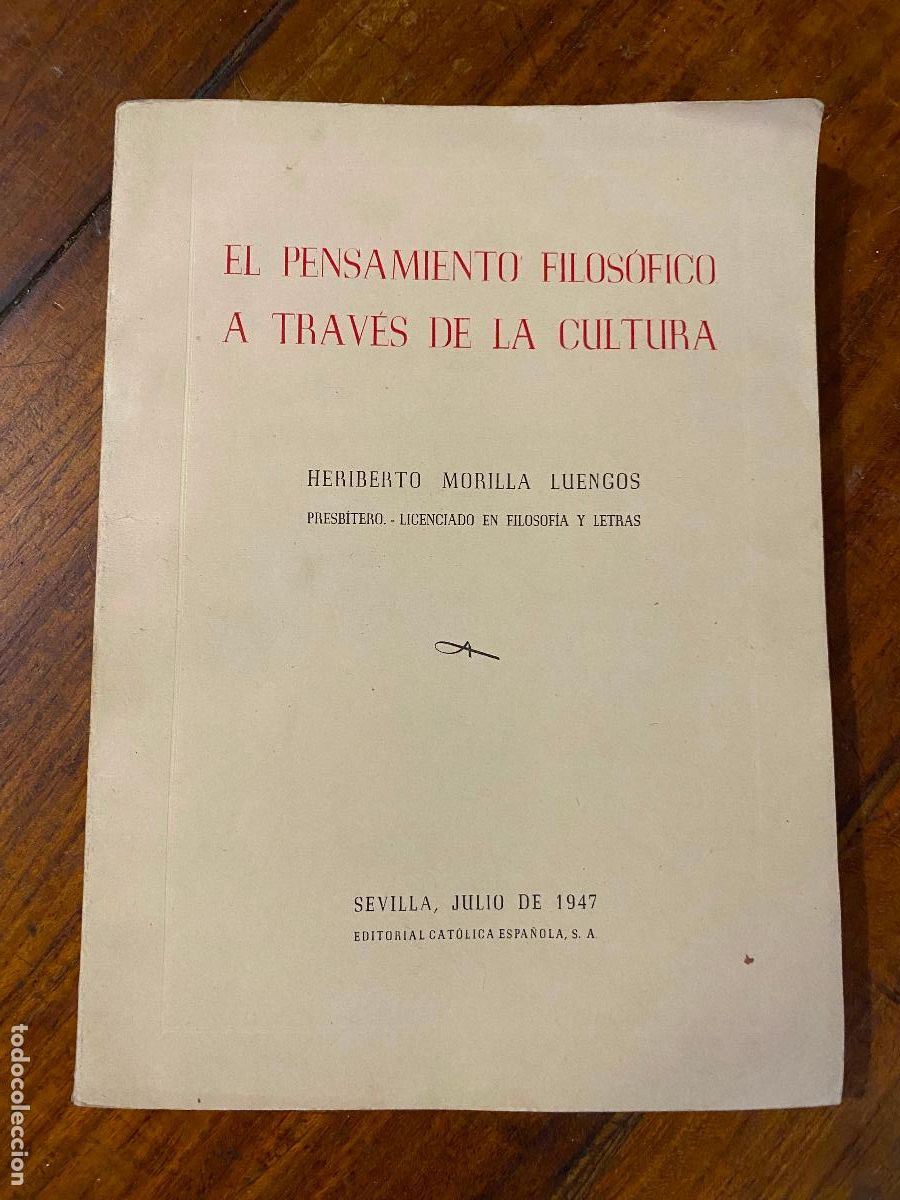 EL PENSAMIENTO FILOSÓFICO
A TRAVÉS DE LA CULTURA
HERIBERTO MORILLA LUENGOS
PRESBÍTERO. - LICENCIADO EN FILOSOFÍA Y LETRAS
SEVILLA, JULIO DE 1947
EDITORIAL CATÓLICA ESPAÑOLA, S. A.
todocoleccion